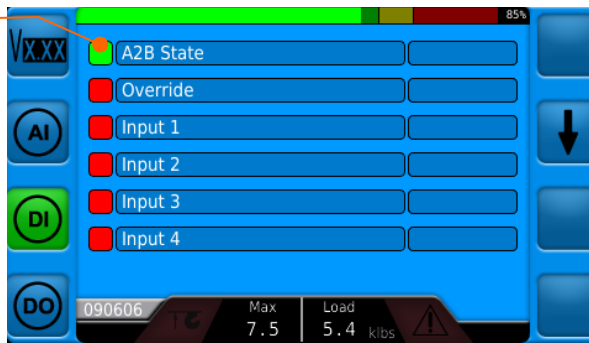 85%
Vx.xx
A2B State
Override
AI
Input 1
Input 2
Input 3
DI
Input 4
DO
090606
Max
Load
7.5
5.4 klbs